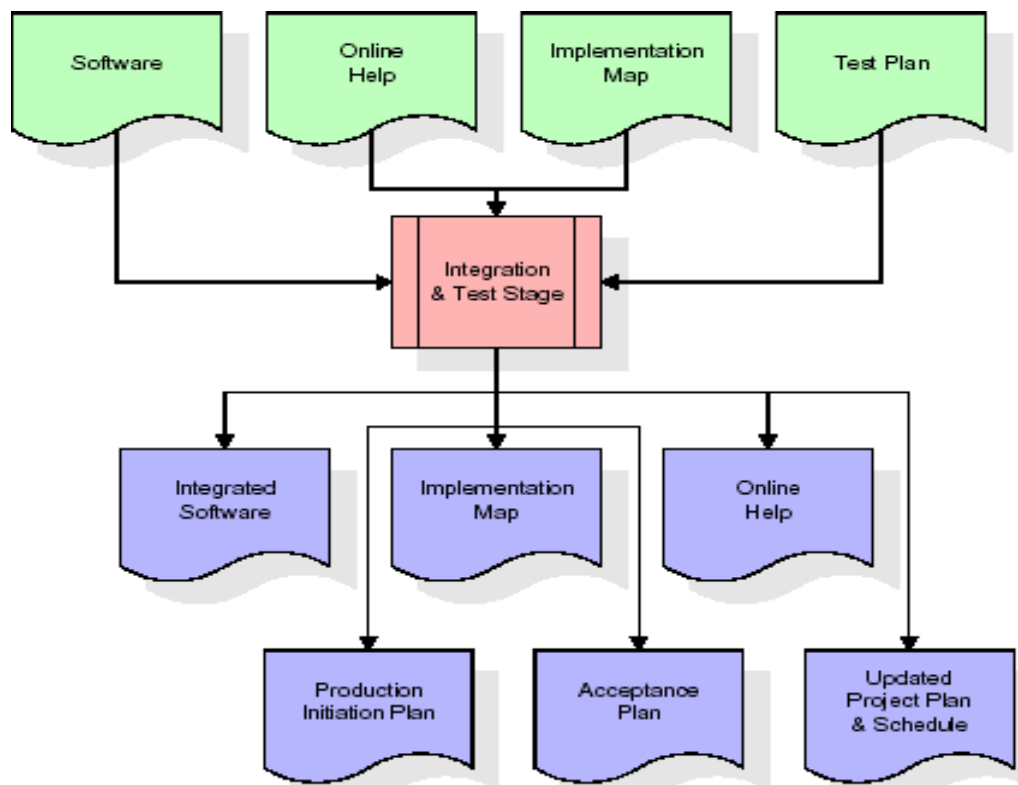 Software
Online
Help
Implementation
Map
Test Plan
Integration
& Test Stage
Integrated
Software
Implementation
Map
Online
Help
Production
Initiation Plan
Acceptance
Plan
Updated
Project Plan
& Schedule